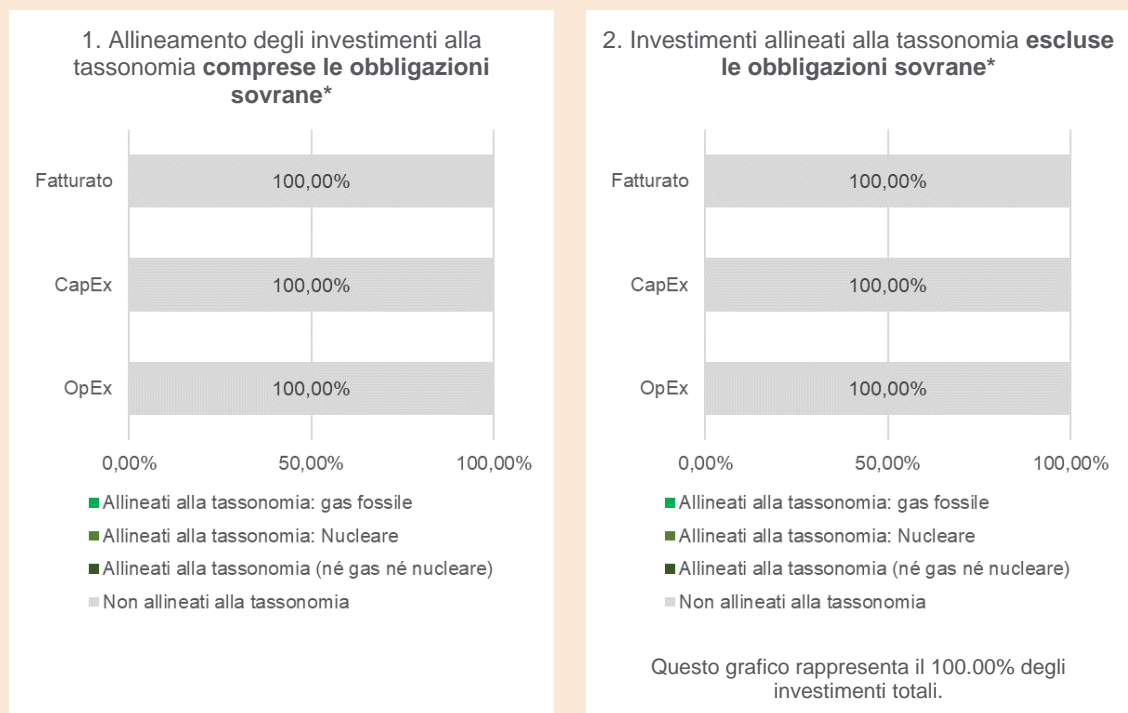 1. Allineamento degli investimenti alla
tassonomia comprese le obbligazioni
sovrane*
Fatturato
100,00%
CapEx
100,00%
OpEx
100,00%
0,00%
50,00%
100,00%
Allineati alla tassonomia: gas fossile
Allineati alla tassonomia: Nucleare
Allineati alla tassonomia (né gas né nucleare)
Non allineati alla tassonomia
2. Investimenti allineati alla tassonomia escluse
le obbligazioni sovrane*
Fatturato
100,00%
CapEx
100,00%
OpEx
100,00%
0,00%
50,00%
100,00%
Allineati alla tassonomia: gas fossile
Allineati alla tassonomia: Nucleare
Allineati alla tassonomia (né gas né nucleare)
Non allineati alla tassonomia
Questo grafico rappresenta il 100.00% degli
investimenti totali.